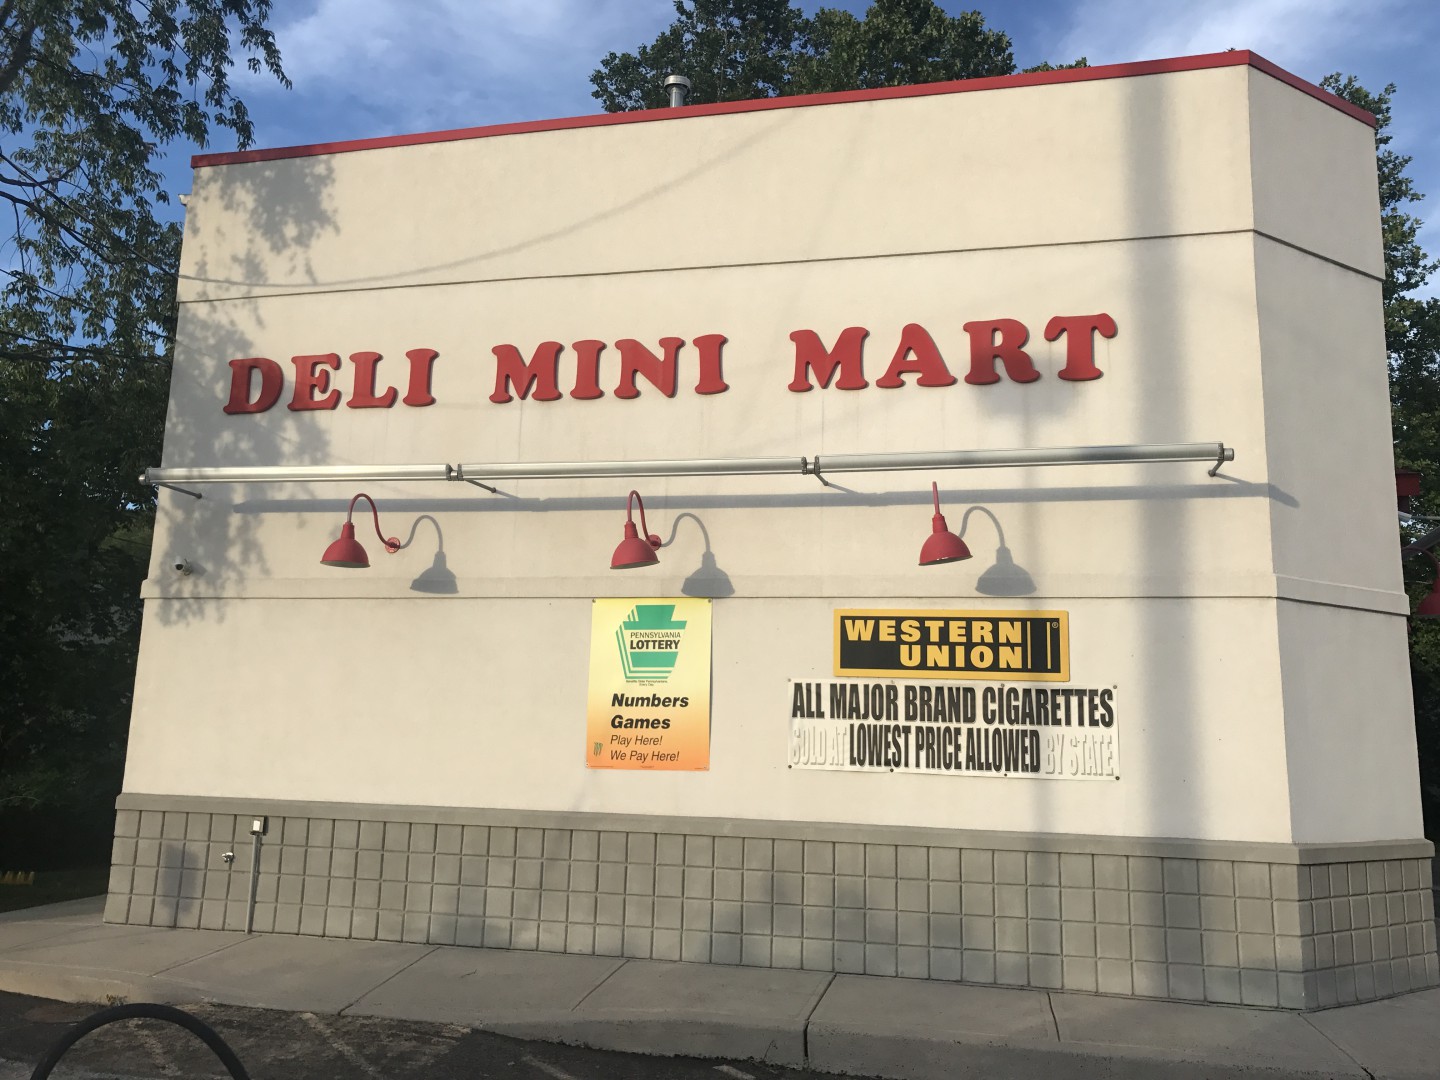 DELI MINI MART
PENNSYLVANIA
LOTTERY
Numbers
Games
Play Here!
We Pay Here!
WESTERN
UNION
ALL MAJOR BRAND CIGARETTES
SOLD AT LOWEST PRICE ALLOWED BY STATE